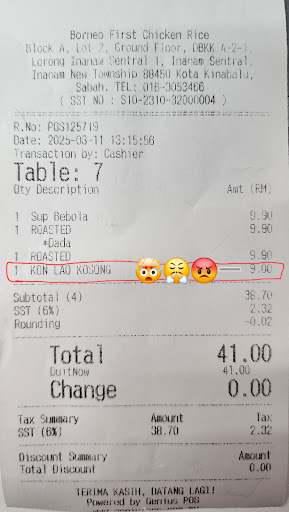 Borneo First Chicken Rice
Block A, Lot 2, Ground Floor, DBKK A-2-1,
Lorong Inanam Sentral 1, Inanam Sentral,
Inanam New Township 88450 Kota Kinabalu,
Sabah. TEL: 016-3053466
( SST NO : S10-2310-32000004 )
R.No: POS125719
Date: 2025-03-11 13:15:56
Transaction by: Cashier
Table: 7
Qty Description Amt (RM)
1 Sup Bebola 9.90
1 ROASTED 9.90
*Dada
1 ROASTED 9.90
1 KON LAO KOSONG 9.00
Subtotal (4) 38.70
SST (6%) 2.32
Rounding -0.02
Total 41.00
DuitNow 41.00
Change 0.00
Tax Summary Amount Tax
SST (6%) 38.70 2.32
Discount Summary Amount
Total Discount 0.00
TERIMA KASIH, DATANG LAGI!
Powered by Genius POS